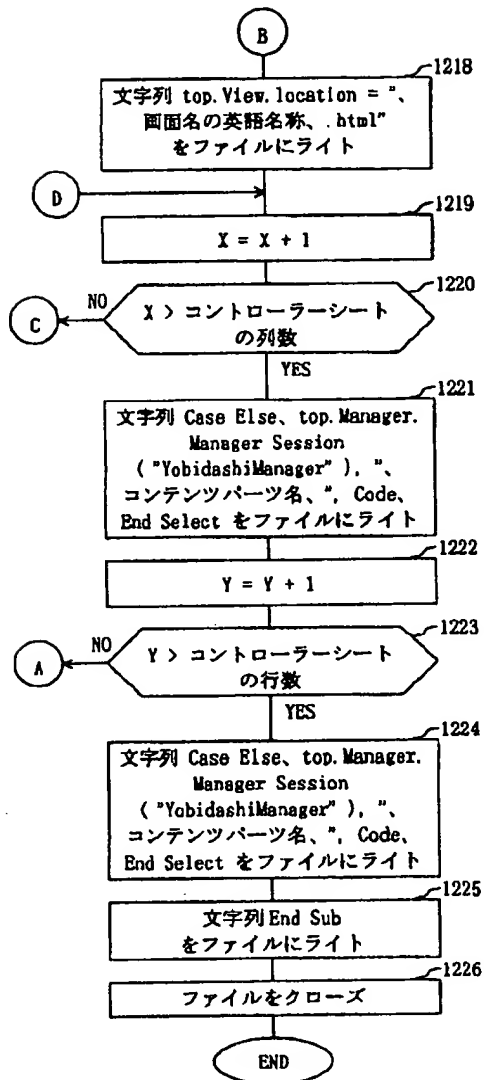 B
1218
文字列 top.View.location = "、
画面名の英語名称、.html"
をファイルにライト
D
1219
X = X + 1
1220
NO
X > コントローラーシート
の列数
C
YES
1221
文字列 Case Else、top.Manager.
Manager Session
( "YobidashiManager" ), "、
コンテンツパーツ名、", Code、
End Select をファイルにライト
1222
Y = Y + 1
1223
NO
Y > コントローラーシート
の行数
A
YES
1224
文字列 Case Else、top.Manager.
Manager Session
( "YobidashiManager" ), "、
コンテンツパーツ名、", Code、
End Select をファイルにライト
1225
文字列 End Sub
をファイルにライト
1226
ファイルをクローズ
END